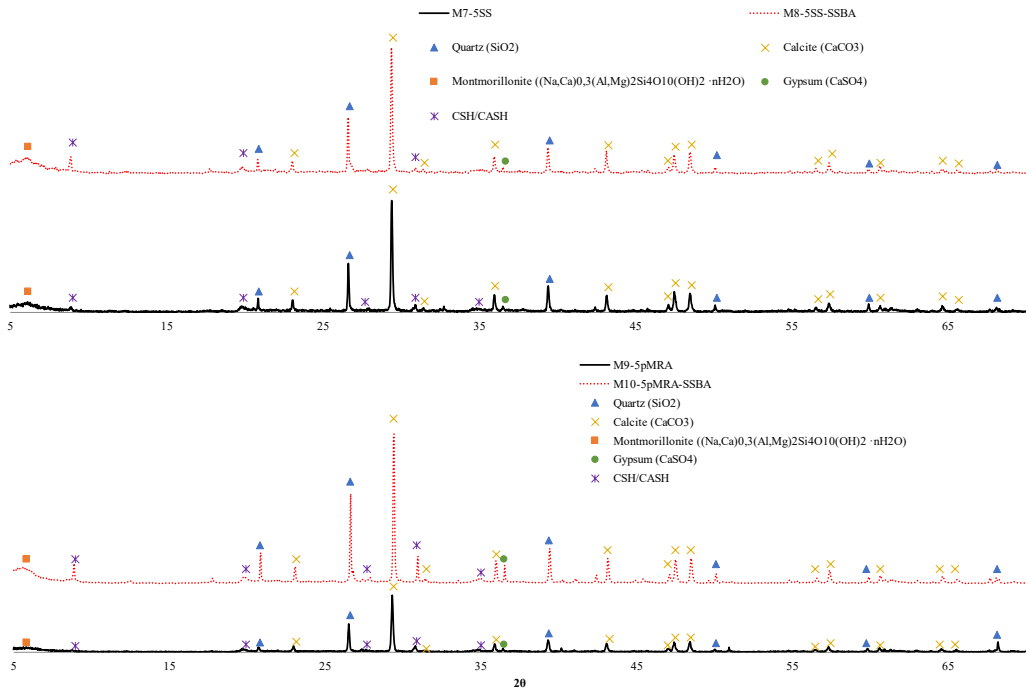 M7-5SS
M8-5SS-SSBA
Quartz (SiO2)
Calcite (CaCO3)
Montmorillonite ((Na,Ca)0,3(Al,Mg)2Si4O10(OH)2 ·nH2O)
Gypsum (CaSO4)
CSH/CASH
5 15 25 35 45 55 65
M9-5pMRA
M10-5pMRA-SSBA
Quartz (SiO2)
Calcite (CaCO3)
Montmorillonite ((Na,Ca)0,3(Al,Mg)2Si4O10(OH)2 ·nH2O)
Gypsum (CaSO4)
CSH/CASH
5 15 25 35 45 55 65
2θ